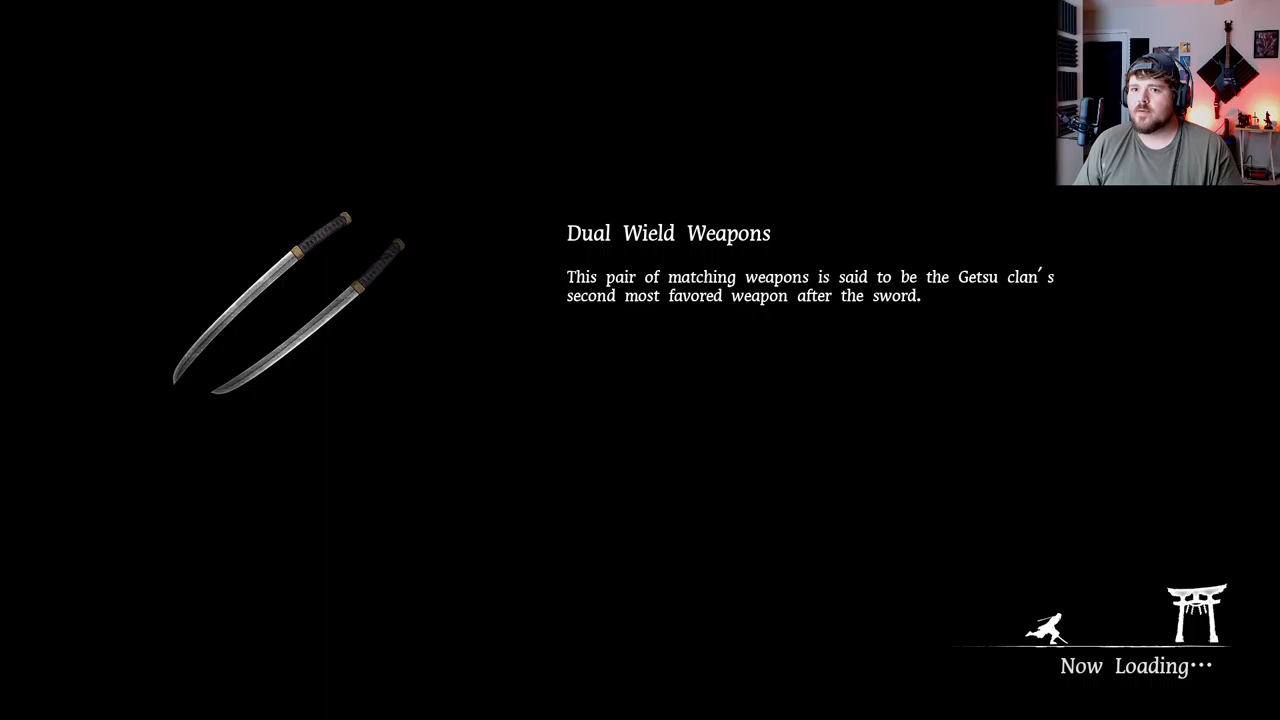 Dual Wield Weapons
This pair of matching weapons is said to be the Getsu clan's
second most favored weapon after the sword.
Now Loading···